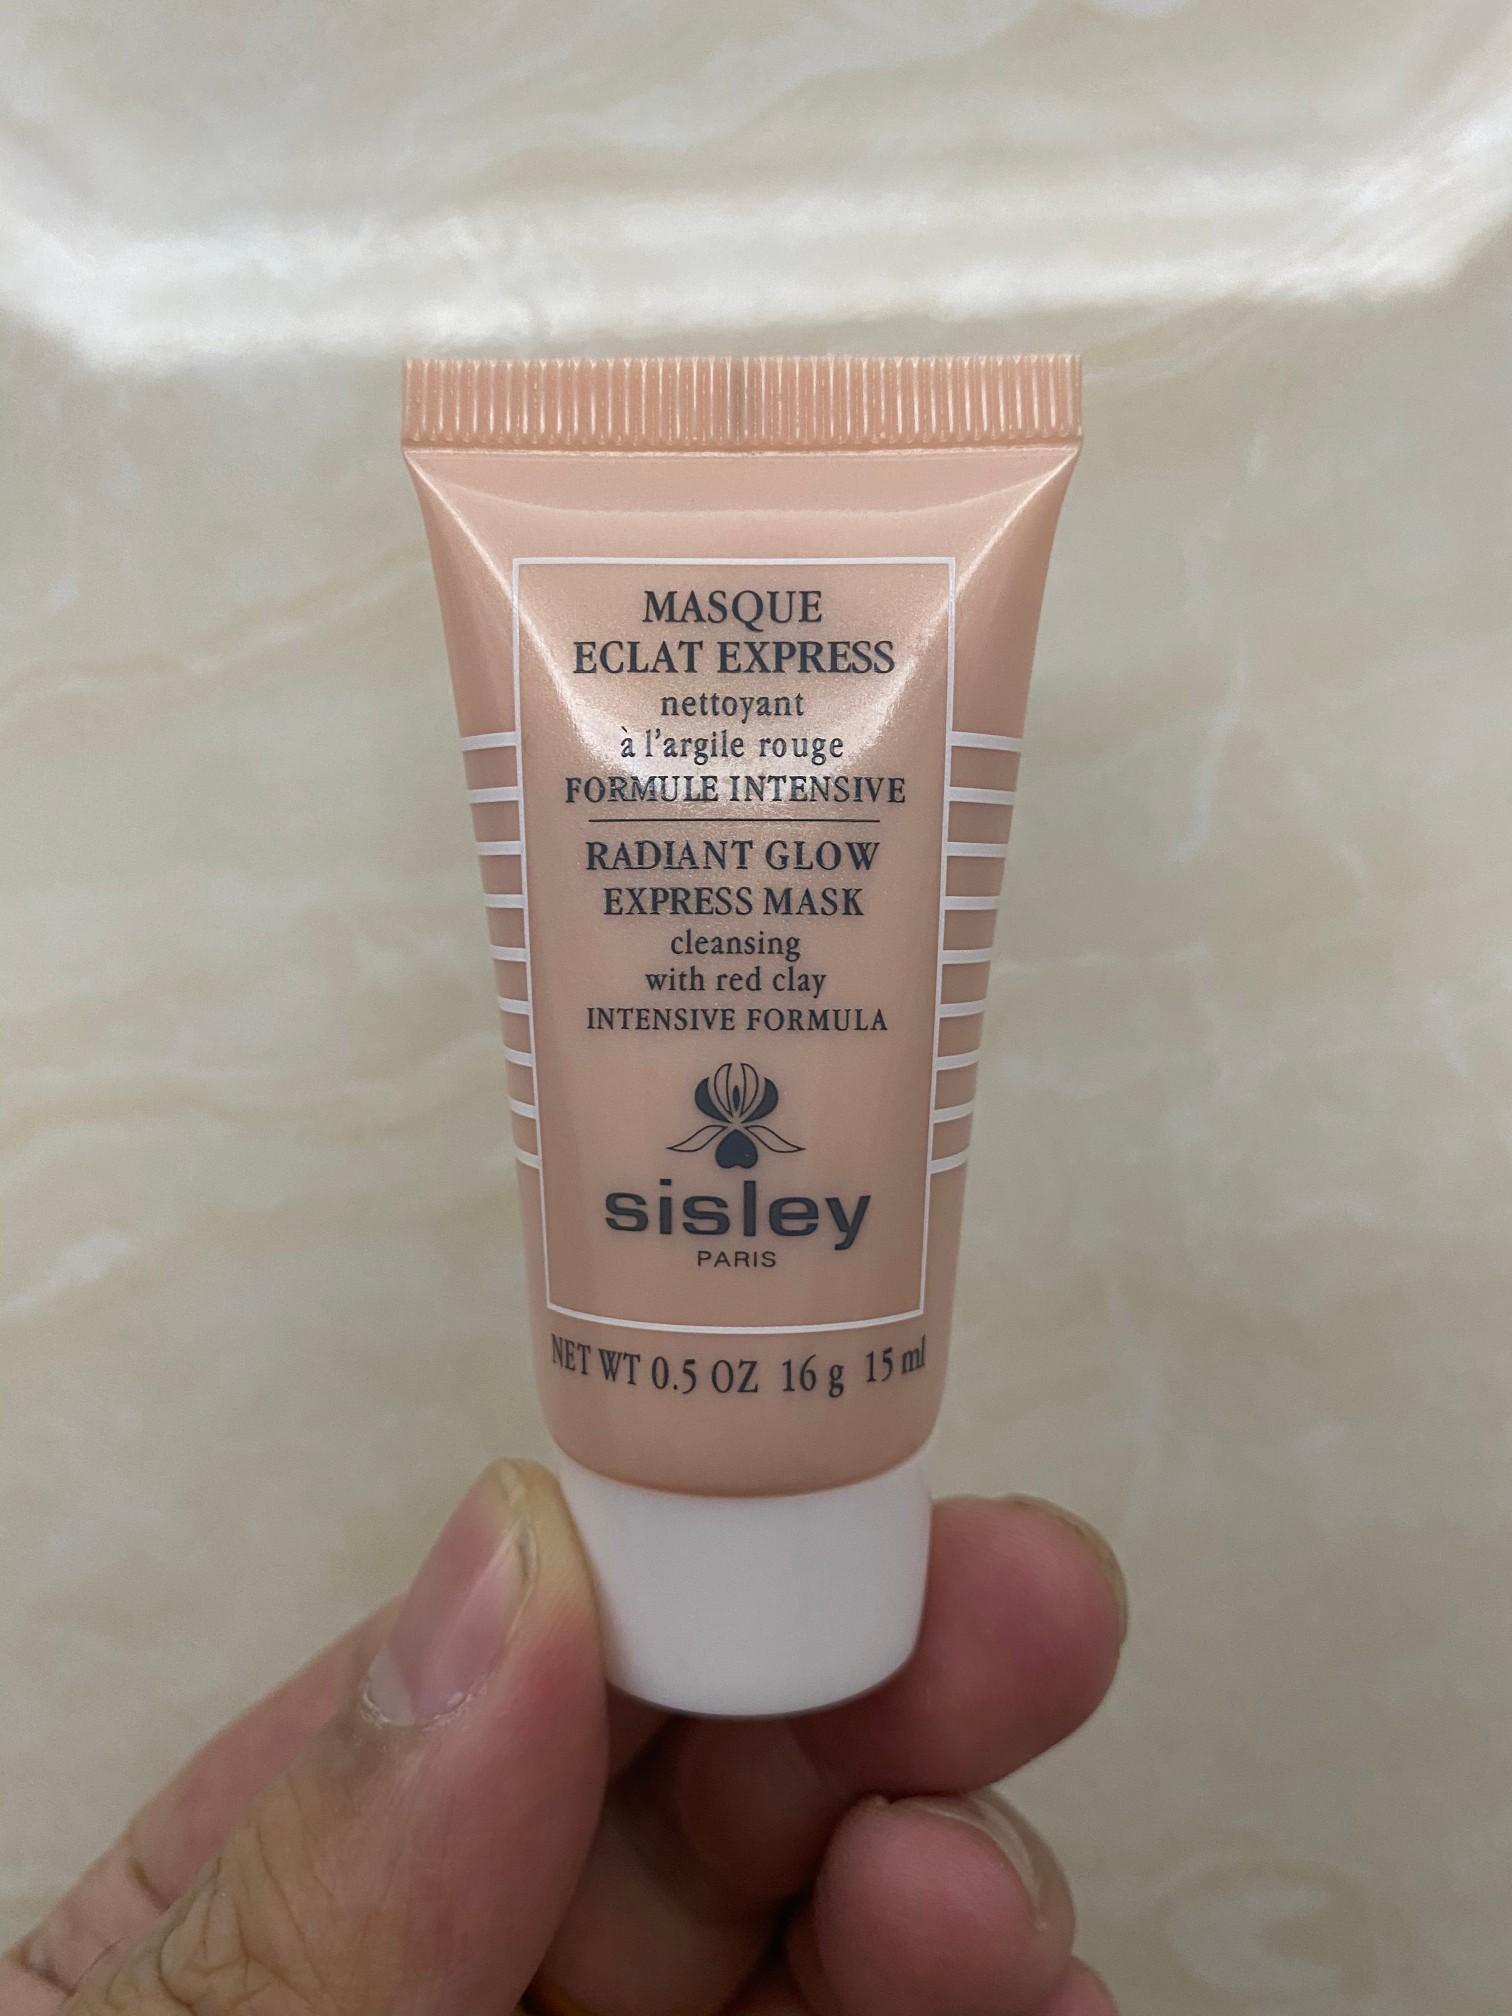 MASQUE
ECLAT EXPRESS
nettoyant
à l'argile rouge
FORMULE INTENSIVE
RADIANT GLOW
EXPRESS MASK
cleansing
with red clay
INTENSIVE FORMULA
sisley
PARIS
NET WT 0.5 OZ 16 g 15 ml